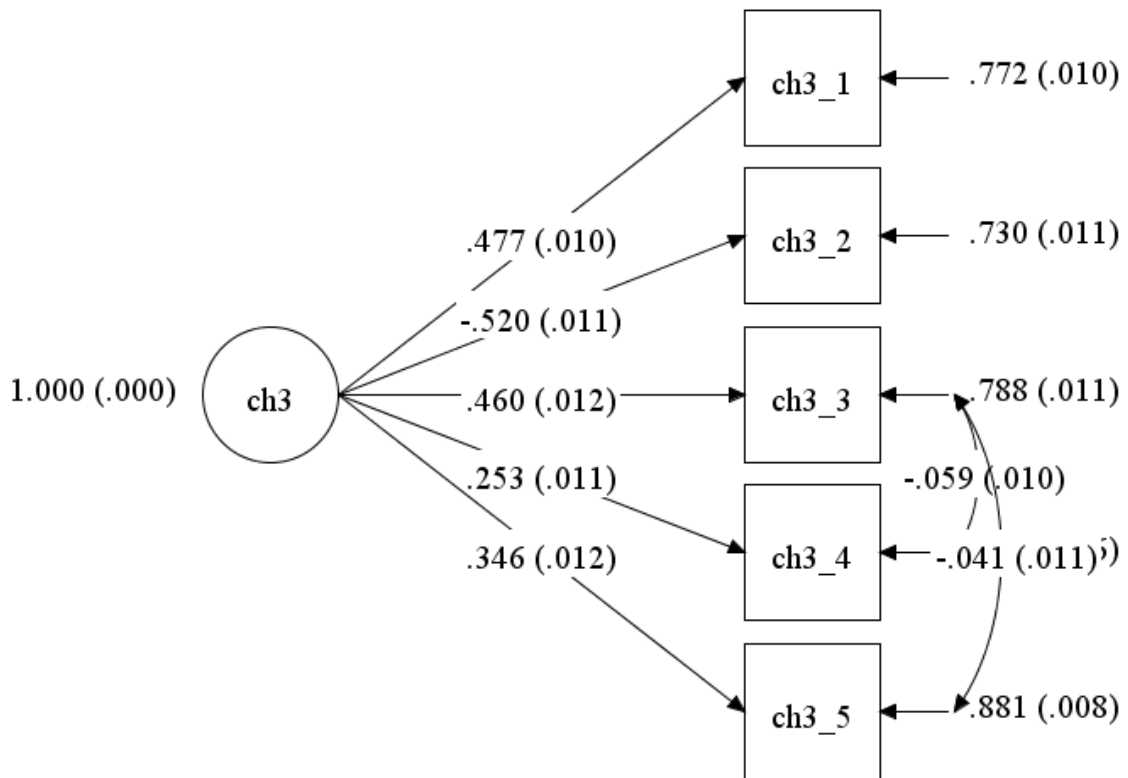 ch3_1
.772 (.010)
.477 (.010)
ch3_2
.730 (.011)
-.520 (.011)
1.000 (.000)
ch3
.460 (.012)
ch3_3
.788 (.011)
.253 (.011)
-.059 (.010)
ch3_4
-.041 (.011)
.346 (.012)
ch3_5
.881 (.008)